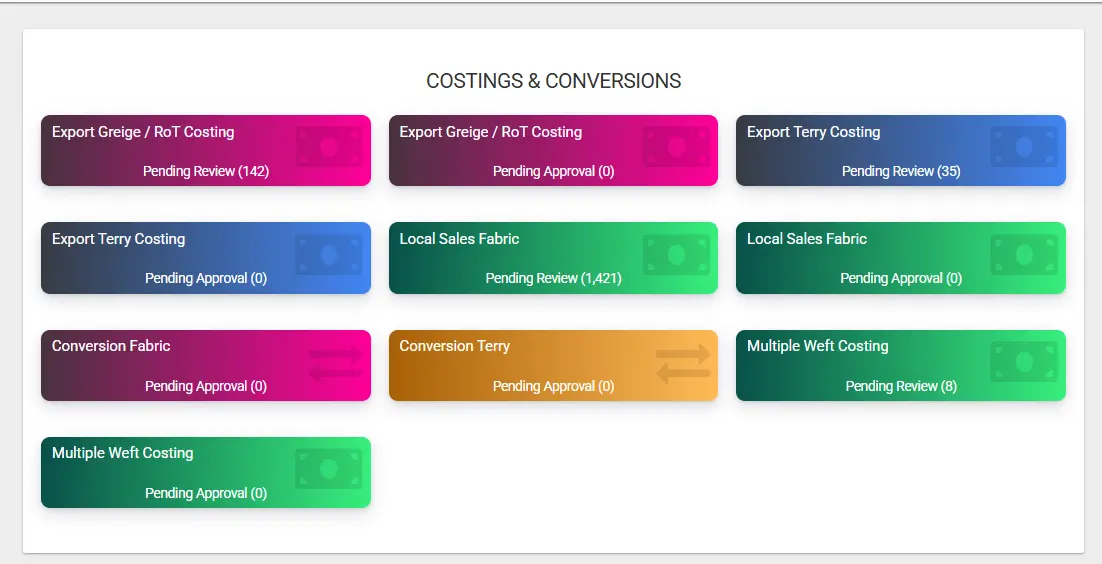 COSTINGS & CONVERSIONS
Export Greige / RoT Costing
Pending Review (142)
Export Greige / RoT Costing
Pending Approval (0)
Export Terry Costing
Pending Review (35)
Export Terry Costing
Pending Approval (0)
Local Sales Fabric
Pending Review (1,421)
Local Sales Fabric
Pending Approval (0)
Conversion Fabric
Pending Approval (0)
Conversion Terry
Pending Approval (0)
Multiple Weft Costing
Pending Review (8)
Multiple Weft Costing
Pending Approval (0)